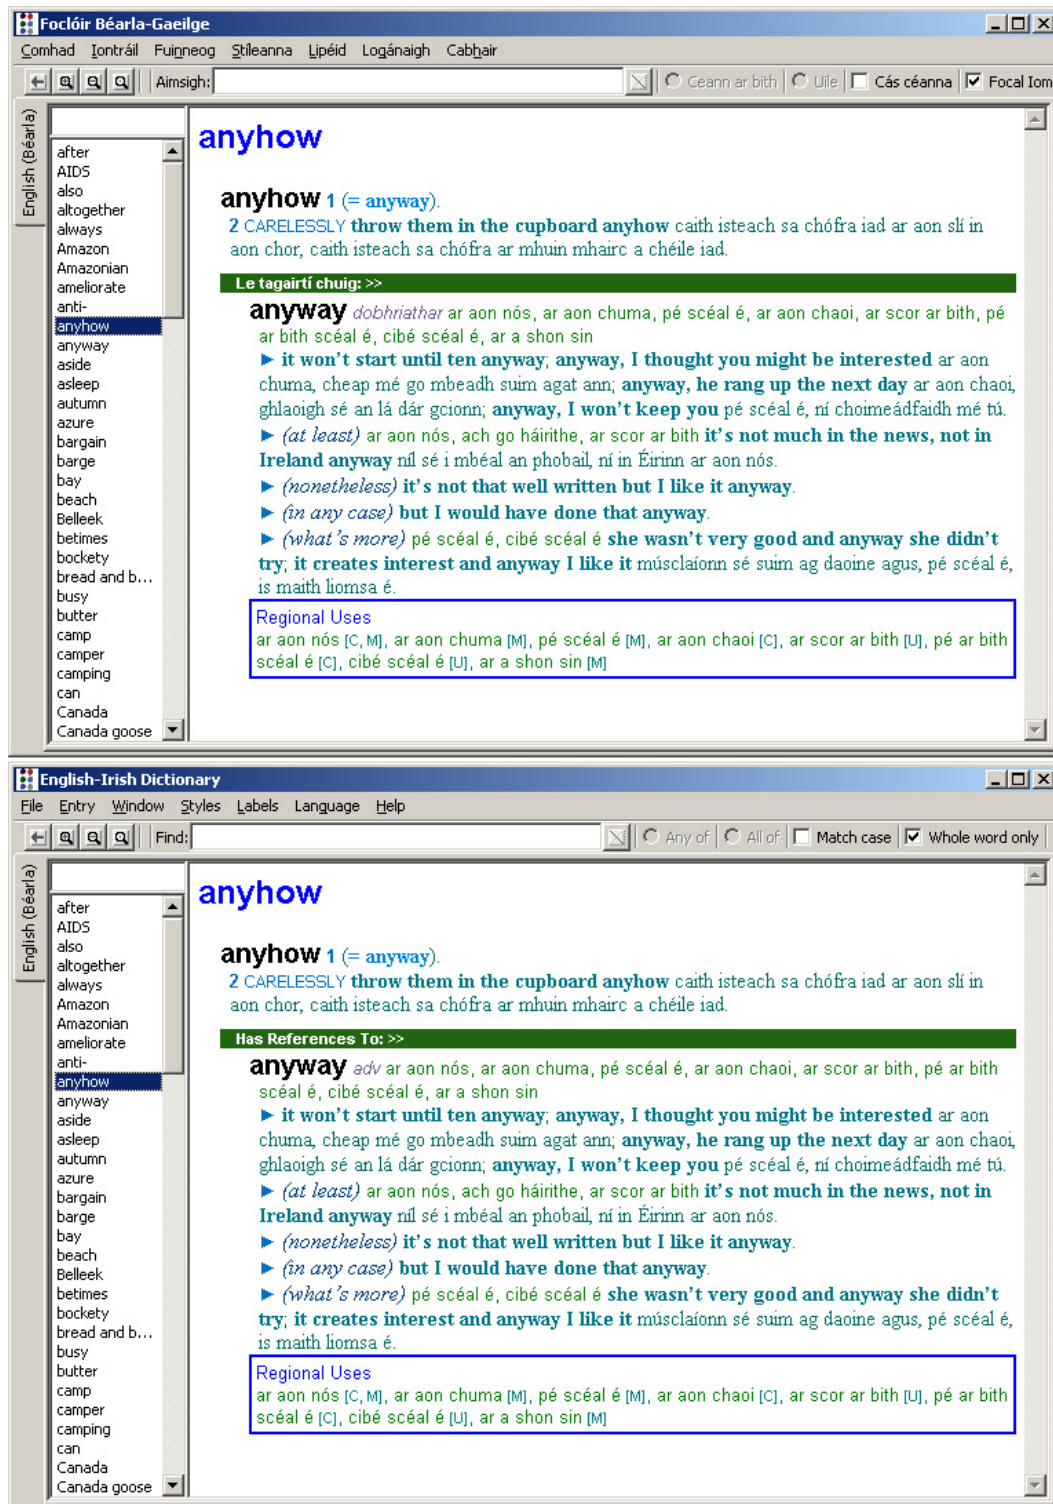 Foclóir Béarla-Gaeilge
Comhad Iontráil Fuinneog Stíleanna Lipéid Logánaigh Cabhair
Aimsigh: Ceann ar bith Uile Cás céanna Focal Iom
English (Béarla)
after
AIDS
also
altogether
always
Amazon
Amazonian
ameliorate
anti-
anyhow
anyway
aside
asleep
autumn
azure
bargain
barge
bay
beach
Belleek
betimes
bockety
bread and b...
busy
butter
camp
camper
camping
can
Canada
Canada goose
anyhow
anyhow 1 (= anyway).
2 CARELESSLY throw them in the cupboard anyhow caith isteach sa chófra iad ar aon slí in
aon chor, caith isteach sa chófra ar mhuin mhairc a chéile iad.
Le tagairtí chuig: >>
anyway dobhriathar ar aon nós, ar aon chuma, pé scéal é, ar aon chaoi, ar scor ar bith, pé
ar bith scéal é, cibé scéal é, ar a shon sin
► it won't start until ten anyway; anyway, I thought you might be interested ar aon
chuma, cheap mé go mbeadh suim agat ann; anyway, he rang up the next day ar aon chaoi,
ghlaoigh sé an lá dár gcionn; anyway, I won't keep you pé scéal é, ní choimeádfaidh mé tú.
► (at least) ar aon nós, ach go háirithe, ar scor ar bith it's not much in the news, not in
Ireland anyway níl sé i mbéal an phobail, ní in Éirinn ar aon nós.
► (nonetheless) it's not that well written but I like it anyway.
► (in any case) but I would have done that anyway.
► (what's more) pé scéal é, cibé scéal é she wasn't very good and anyway she didn't
try; it creates interest and anyway I like it músclaíonn sé suim ag daoine agus, pé scéal é,
is maith liomsa é.
Regional Uses
ar aon nós [C, M], ar aon chuma [M], pé scéal é [M], ar aon chaoi [C], ar scor ar bith [U], pé ar bith
scéal é [C], cibé scéal é [U], ar a shon sin [M]
English-Irish Dictionary
File Entry Window Styles Labels Language Help
Find: Any of All of Match case Whole word only
English (Béarla)
after
AIDS
also
altogether
always
Amazon
Amazonian
ameliorate
anti-
anyhow
anyway
aside
asleep
autumn
azure
bargain
barge
bay
beach
Belleek
betimes
bockety
bread and b...
busy
butter
camp
camper
camping
can
Canada
Canada goose
anyhow
anyhow 1 (= anyway).
2 CARELESSLY throw them in the cupboard anyhow caith isteach sa chófra iad ar aon slí in
aon chor, caith isteach sa chófra ar mhuin mhairc a chéile iad.
Has References To: >>
anyway adv ar aon nós, ar aon chuma, pé scéal é, ar aon chaoi, ar scor ar bith, pé ar bith
scéal é, cibé scéal é, ar a shon sin
► it won't start until ten anyway; anyway, I thought you might be interested ar aon
chuma, cheap mé go mbeadh suim agat ann; anyway, he rang up the next day ar aon chaoi,
ghlaoigh sé an lá dár gcionn; anyway, I won't keep you pé scéal é, ní choimeádfaidh mé tú.
► (at least) ar aon nós, ach go háirithe, ar scor ar bith it's not much in the news, not in
Ireland anyway níl sé i mbéal an phobail, ní in Éirinn ar aon nós.
► (nonetheless) it's not that well written but I like it anyway.
► (in any case) but I would have done that anyway.
► (what's more) pé scéal é, cibé scéal é she wasn't very good and anyway she didn't
try; it creates interest and anyway I like it músclaíonn sé suim ag daoine agus, pé scéal é,
is maith liomsa é.
Regional Uses
ar aon nós [C, M], ar aon chuma [M], pé scéal é [M], ar aon chaoi [C], ar scor ar bith [U], pé ar bith
scéal é [C], cibé scéal é [U], ar a shon sin [M]